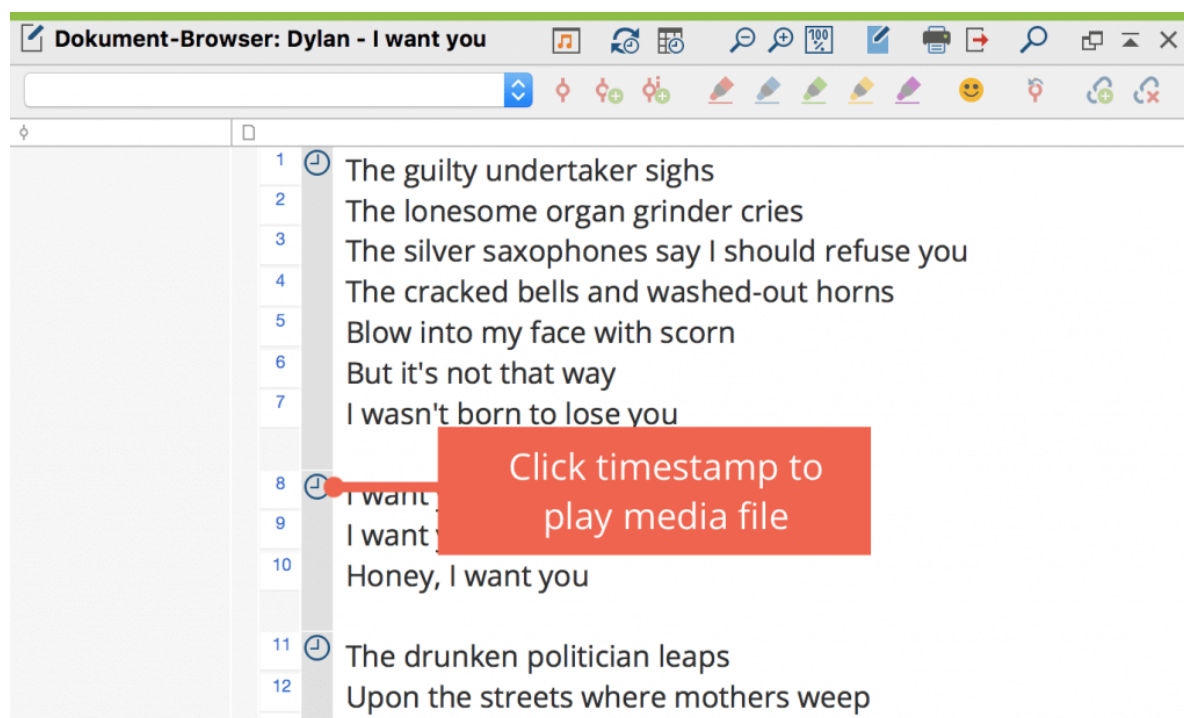 Dokument-Browser: Dylan - I want you
100
%
1 The guilty undertaker sighs
2 The lonesome organ grinder cries
3 The silver saxophones say I should refuse you
4 The cracked bells and washed-out horns
5 Blow into my face with scorn
6 But it's not that way
7 I wasn't born to lose you
Click timestamp to
play media file
8 I want
9 I want
10 Honey, I want you
11 The drunken politician leaps
12 Upon the streets where mothers weep